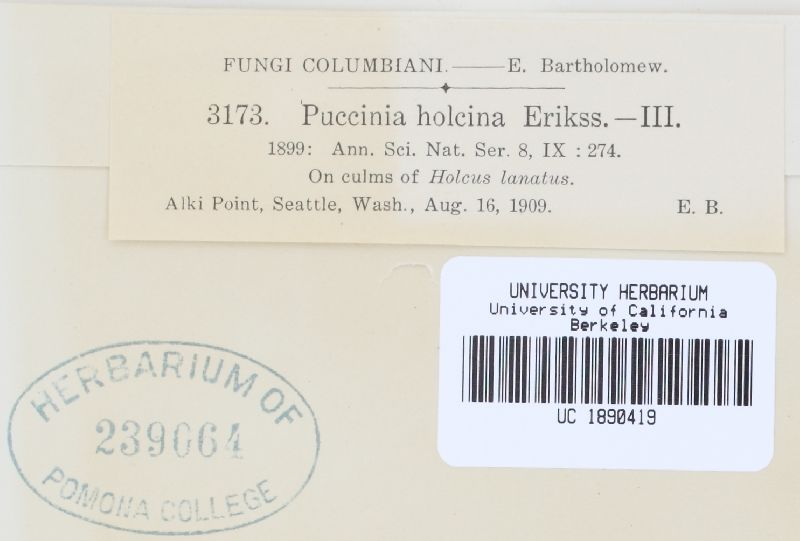 FUNGI COLUMBIANI.——E. Bartholomew.
3173. Puccinia holcina Erikss.—III.
1899: Ann. Sci. Nat. Ser. 8, IX : 274.
On culms of Holcus lanatus.
Alki Point, Seattle, Wash., Aug. 16, 1909. E. B.
UNIVERSITY HERBARIUM
University of California
Berkeley
UC 1890419
HERBARIUM OF
239064
POMONA COLLEGE